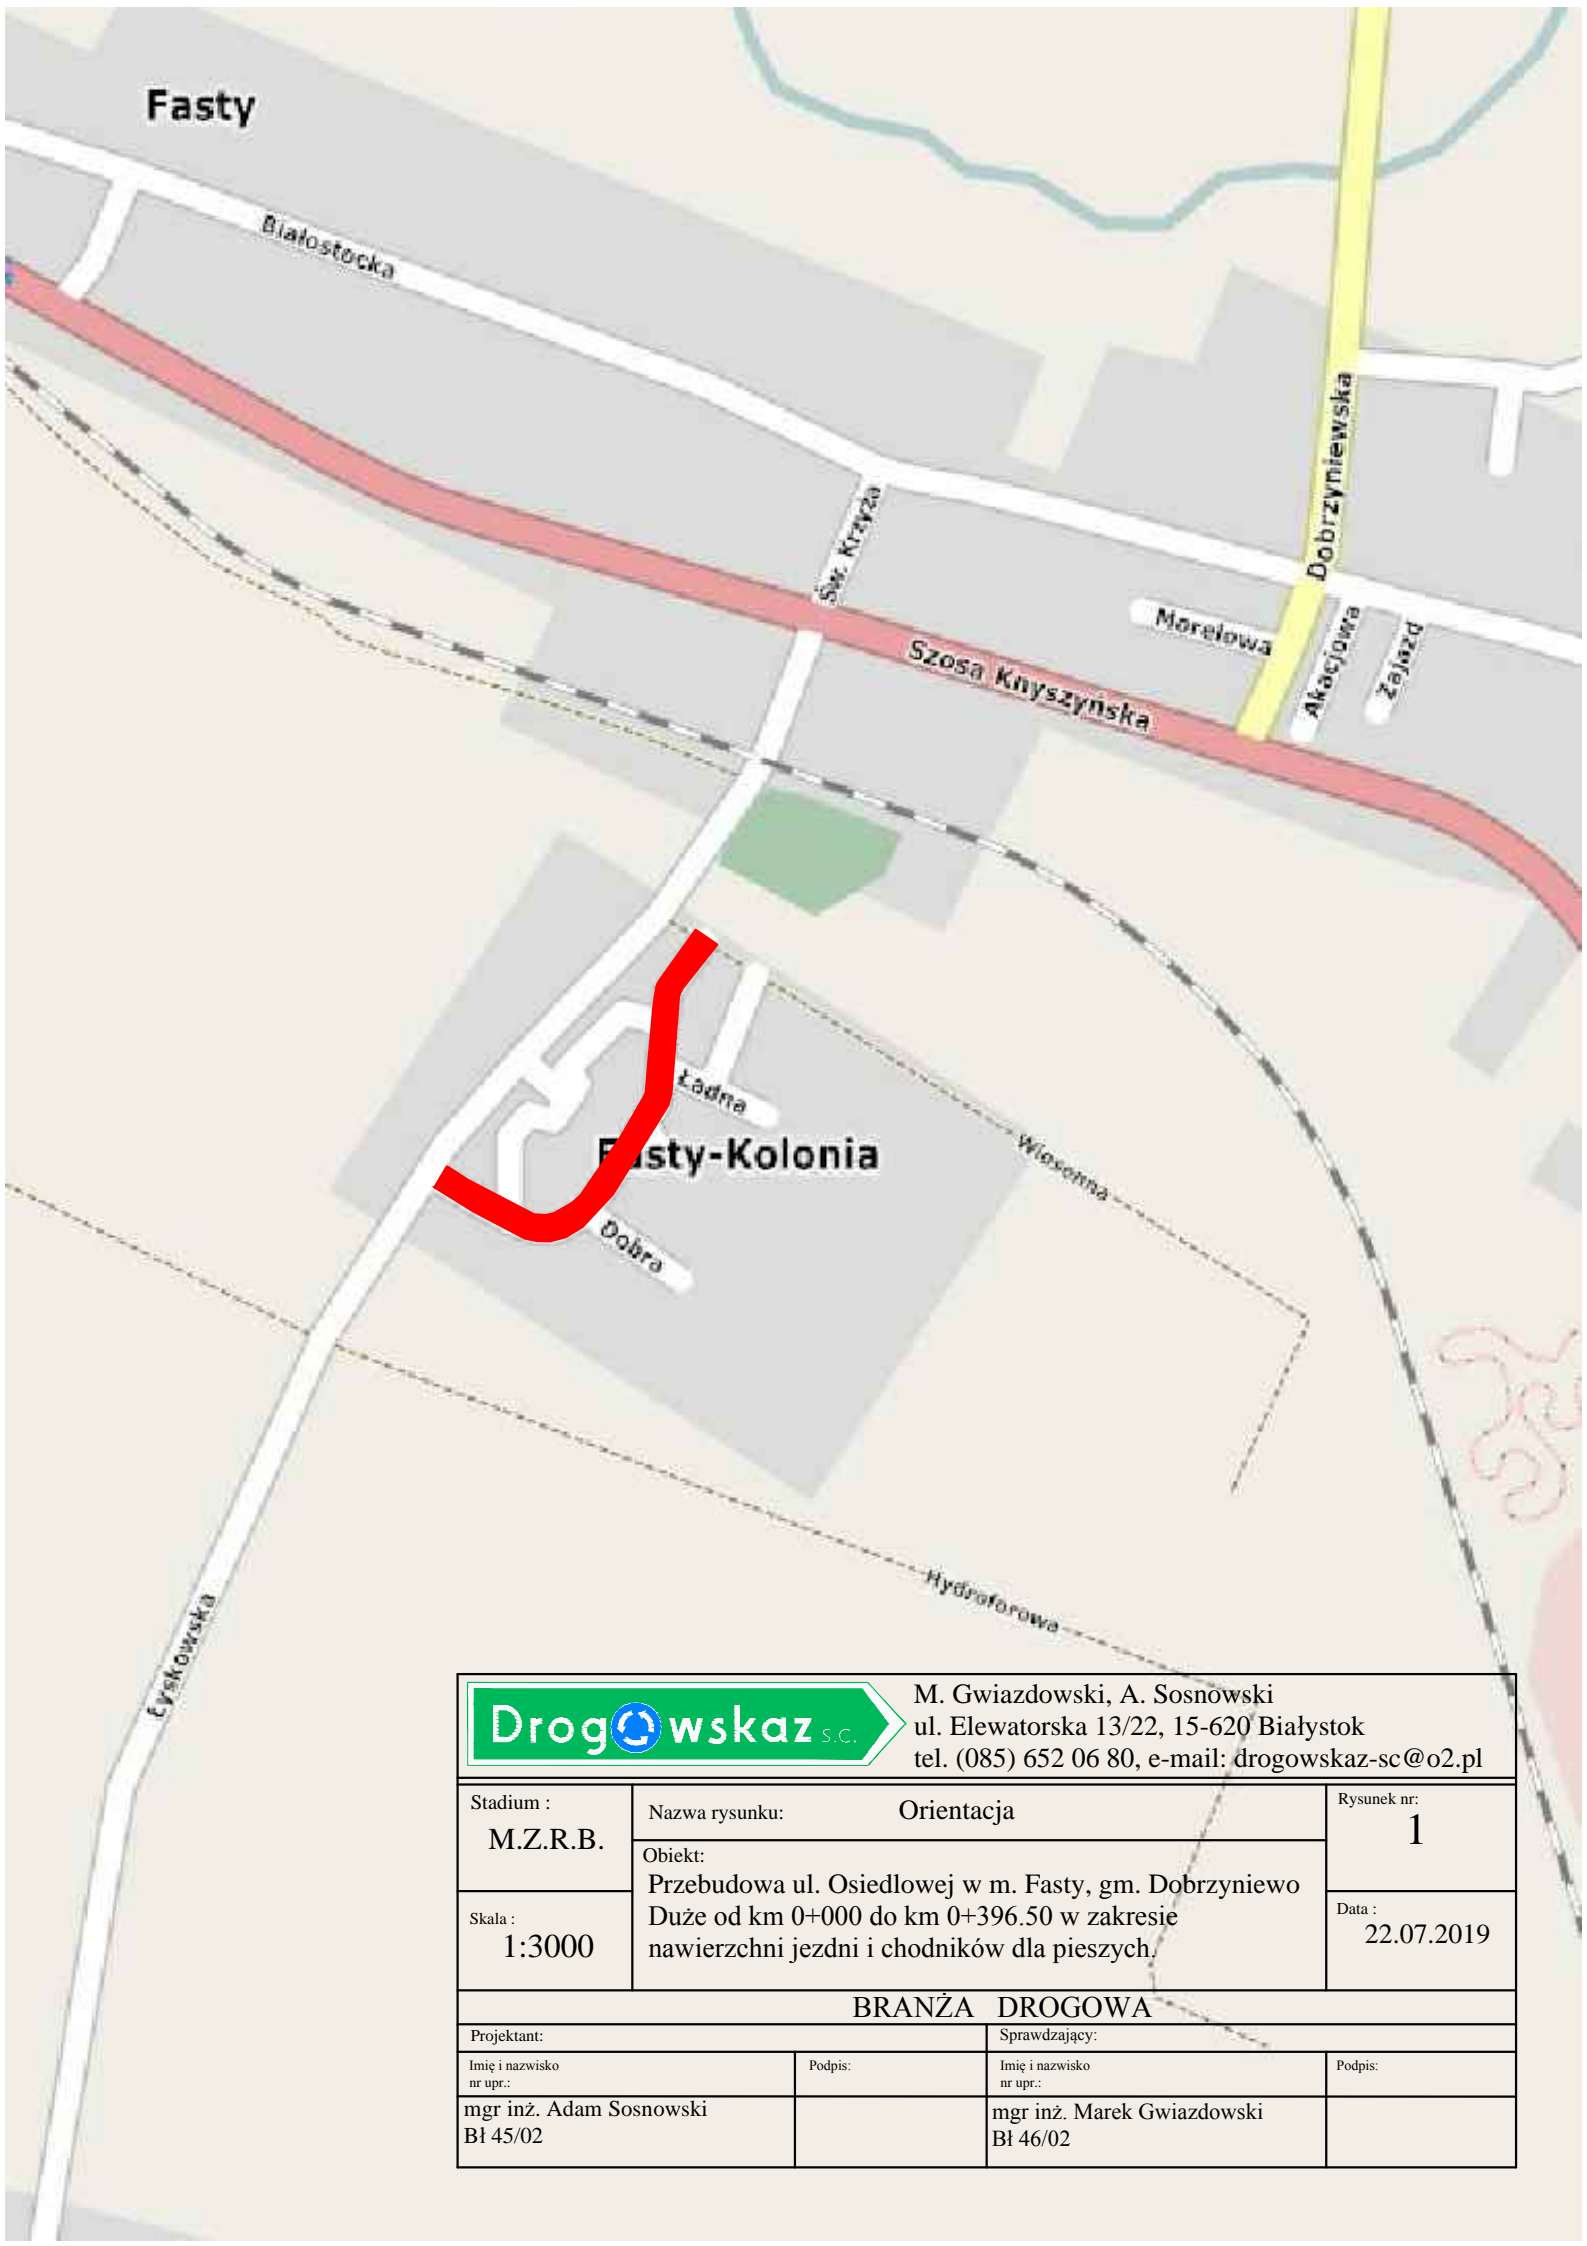 Fasty
Białostocka
Dobrzyniewska
Św. Krzyża
Morelowa
Akacjowa
Zajazd
Szosa Knyszyńska
Ładna
Fasty-Kolonia
Wiosenna
Dobra
Hydroforowa
Łyskowska
Drogowskaz s.c.
M. Gwiazdowski, A. Sosnowski
ul. Elewatorska 13/22, 15-620 Białystok
tel. (085) 652 06 80, e-mail: drogowskaz-sc@o2.pl
Stadium :
M.Z.R.B.
Nazwa rysunku: Orientacja
Rysunek nr:
1
Obiekt:
Przebudowa ul. Osiedlowej w m. Fasty, gm. Dobrzyniewo
Duże od km 0+000 do km 0+396.50 w zakresie
nawierzchni jezdni i chodników dla pieszych.
Skala :
1:3000
Data :
22.07.2019
BRANŻA DROGOWA
Projektant:
Sprawdzający:
Imię i nazwisko
nr upr.:
Podpis:
Imię i nazwisko
nr upr.:
Podpis:
mgr inż. Adam Sosnowski
Bł 45/02
mgr inż. Marek Gwiazdowski
Bł 46/02